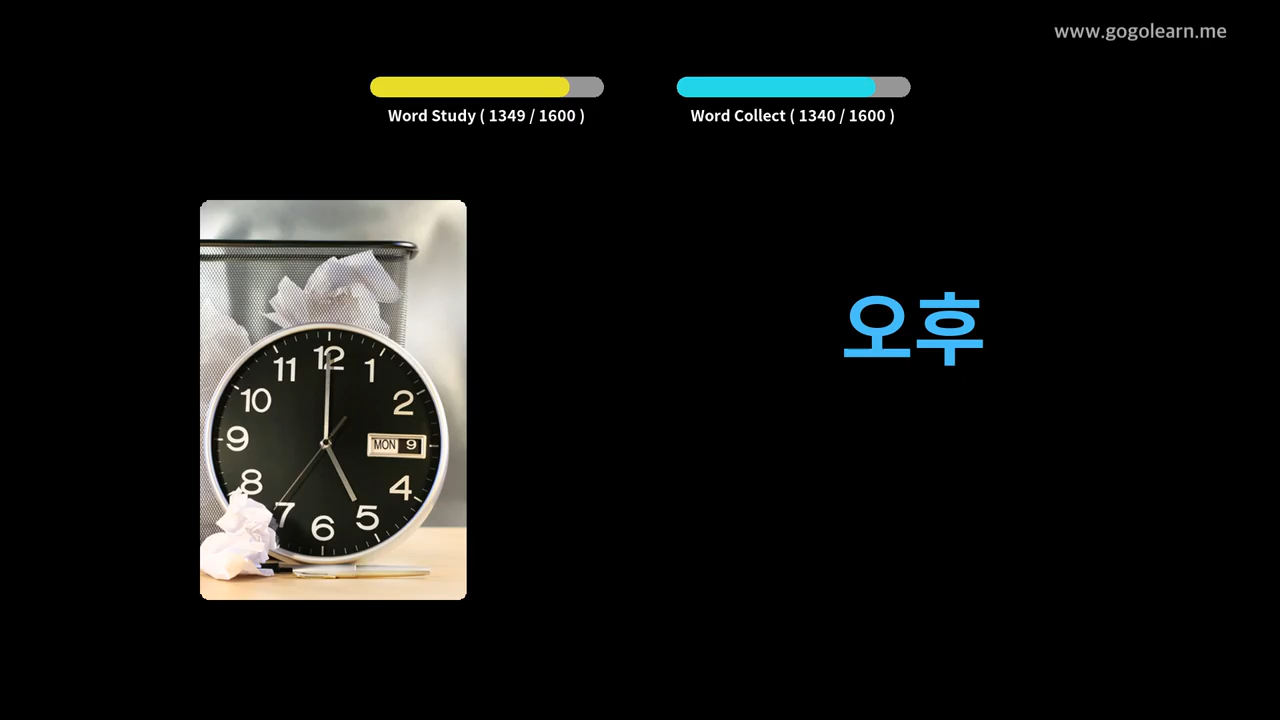 www.gogolearn.me
Word Study ( 1349 / 1600 )
Word Collect ( 1340 / 1600 )
오후
12
11
1
10
2
9
MON 9
8
4
7
5
6